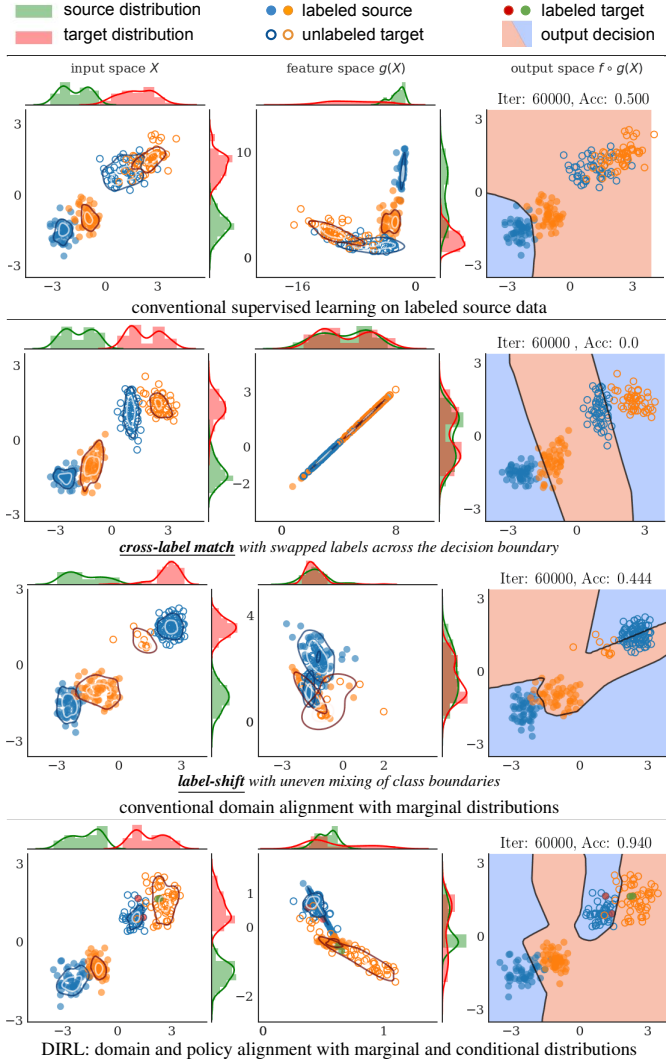 source distribution labeled source labeled target
target distribution unlabeled target output decision
input space X feature space g(X) output space f ∘ g(X)
Iter: 60000, Acc: 0.500
3
0
-3
10
5
0
3
0
-3
-3 0 3
-16 0
-3 0 3
conventional supervised learning on labeled source data
Iter: 60000 , Acc: 0.0
3
0
-3
3
0
-2
3
0
-3
-3 0 3
0 8
-3 0 3
cross-label match with swapped labels across the decision boundary
Iter: 60000, Acc: 0.444
3
0
-3
4
2
0
3
0
-3
-3 0 3
-3 0 3
-3 0 3
label-shift with uneven mixing of class boundaries
conventional domain alignment with marginal distributions
Iter: 60000, Acc: 0.940
3
0
-3
1
0
-2
3
0
-3
-3 0 3
0 1
-3 0 3
DIRL: domain and policy alignment with marginal and conditional distributions